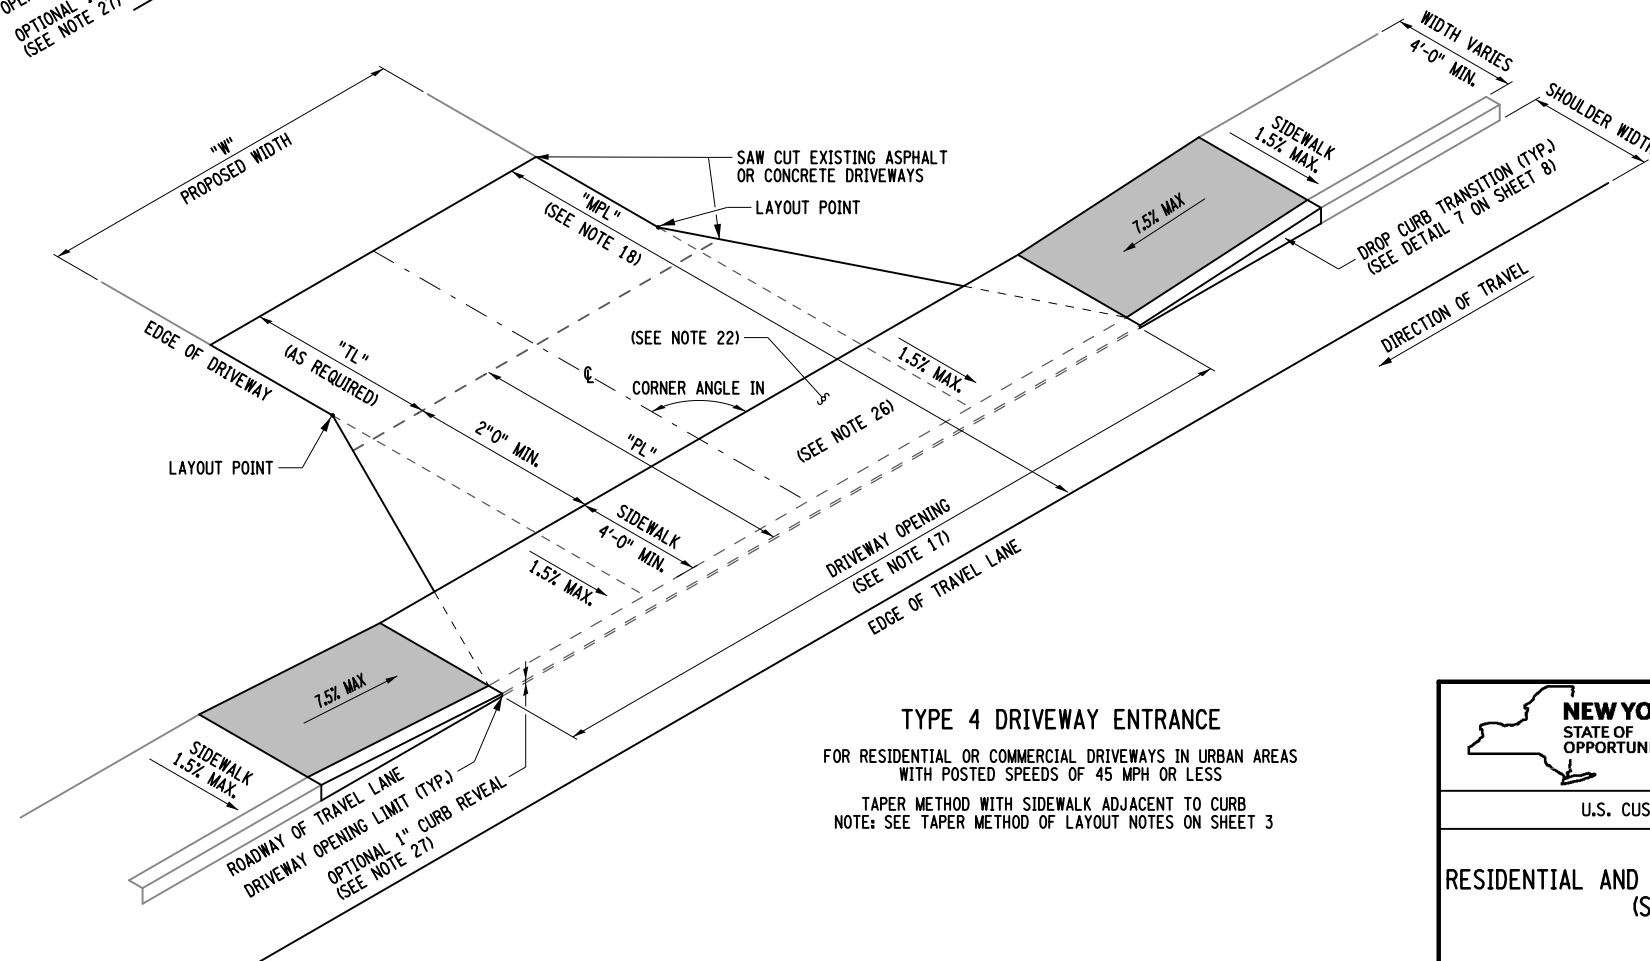 OPTIONAL 1
(SEE NOTE 27)
"W"
PROPOSED WIDTH
EDGE OF DRIVEWAY
"TL"
(AS REQUIRED)
2"0" MIN.
LAYOUT POINT
"MPL"
(SEE NOTE 18)
SAW CUT EXISTING ASPHALT
OR CONCRETE DRIVEWAYS
LAYOUT POINT
(SEE NOTE 22)
℄
CORNER ANGLE IN
"PL"
SIDEWALK
4'-0" MIN.
1.5% MAX.
1.5% MAX.
(SEE NOTE 26)
DRIVEWAY OPENING
(SEE NOTE 17)
EDGE OF TRAVEL LANE
WIDTH VARIES
4'-0" MIN.
SHOULDER WIDTH
SIDEWALK
1.5% MAX.
7.5% MAX
DROP CURB TRANSITION (TYP.)
(SEE DETAIL 7 ON SHEET 8)
DIRECTION OF TRAVEL
7.5% MAX
SIDEWALK
1.5% MAX.
ROADWAY OF TRAVEL LANE
DRIVEWAY OPENING LIMIT (TYP.)
OPTIONAL 1" CURB REVEAL
(SEE NOTE 27)
TYPE 4 DRIVEWAY ENTRANCE
FOR RESIDENTIAL OR COMMERCIAL DRIVEWAYS IN URBAN AREAS
WITH POSTED SPEEDS OF 45 MPH OR LESS
TAPER METHOD WITH SIDEWALK ADJACENT TO CURB
NOTE: SEE TAPER METHOD OF LAYOUT NOTES ON SHEET 3
NEW YO
STATE OF
OPPORTUN
U.S. CUS
RESIDENTIAL AND
(S